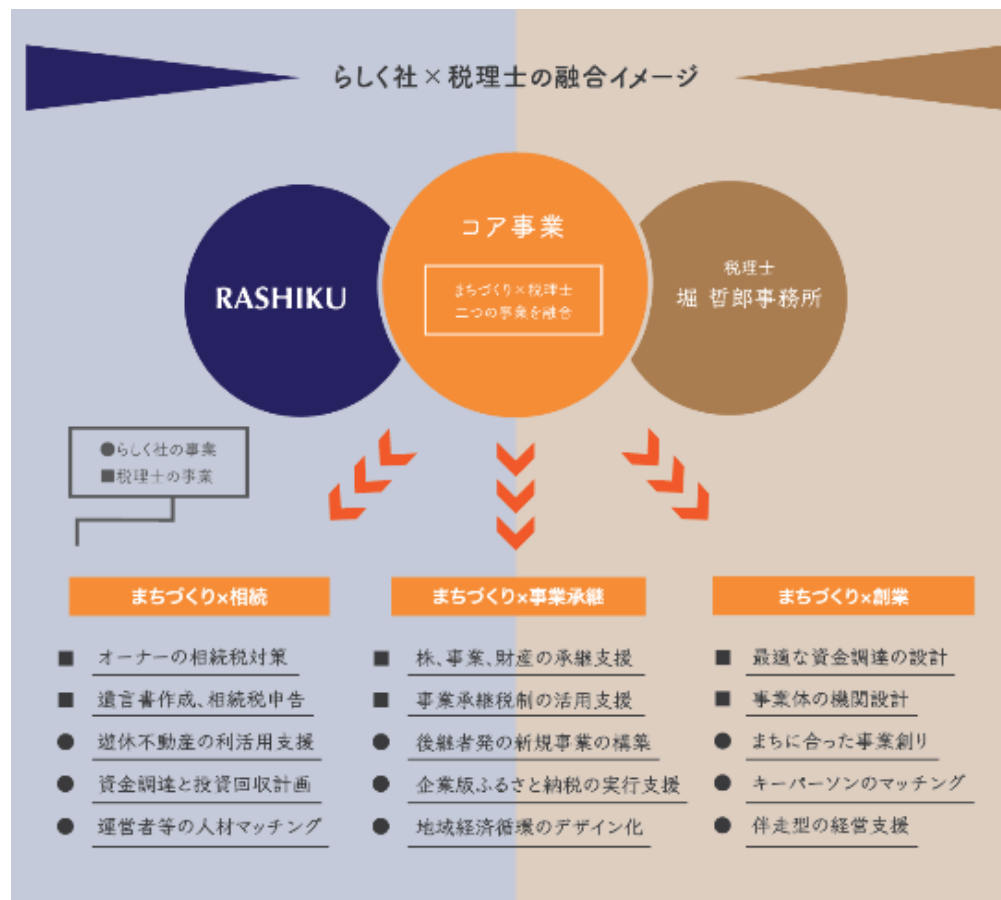 らしく社×税理士の融合イメージ
コア事業
まちづくり×税理士
二つの事業を融合
RASHIKU
税理士
堀 哲郎事務所
●らしく社の事業
■税理士の事業
まちづくり×相続
■ オーナーの相続税対策
■ 遺言書作成、相続税申告
● 遊休不動産の利活用支援
● 資金調達と投資回収計画
● 運営者等の人材マッチング
まちづくり×事業承継
■ 株、事業、財産の承継支援
■ 事業承継税制の活用支援
● 後継者発の新規事業の構築
● 企業版ふるさと納税の実行支援
● 地域経済循環のデザイン化
まちづくり×創業
■ 最適な資金調達の設計
■ 事業体の機関設計
● まちに合った事業創り
● キーパーソンのマッチング
● 伴走型の経営支援